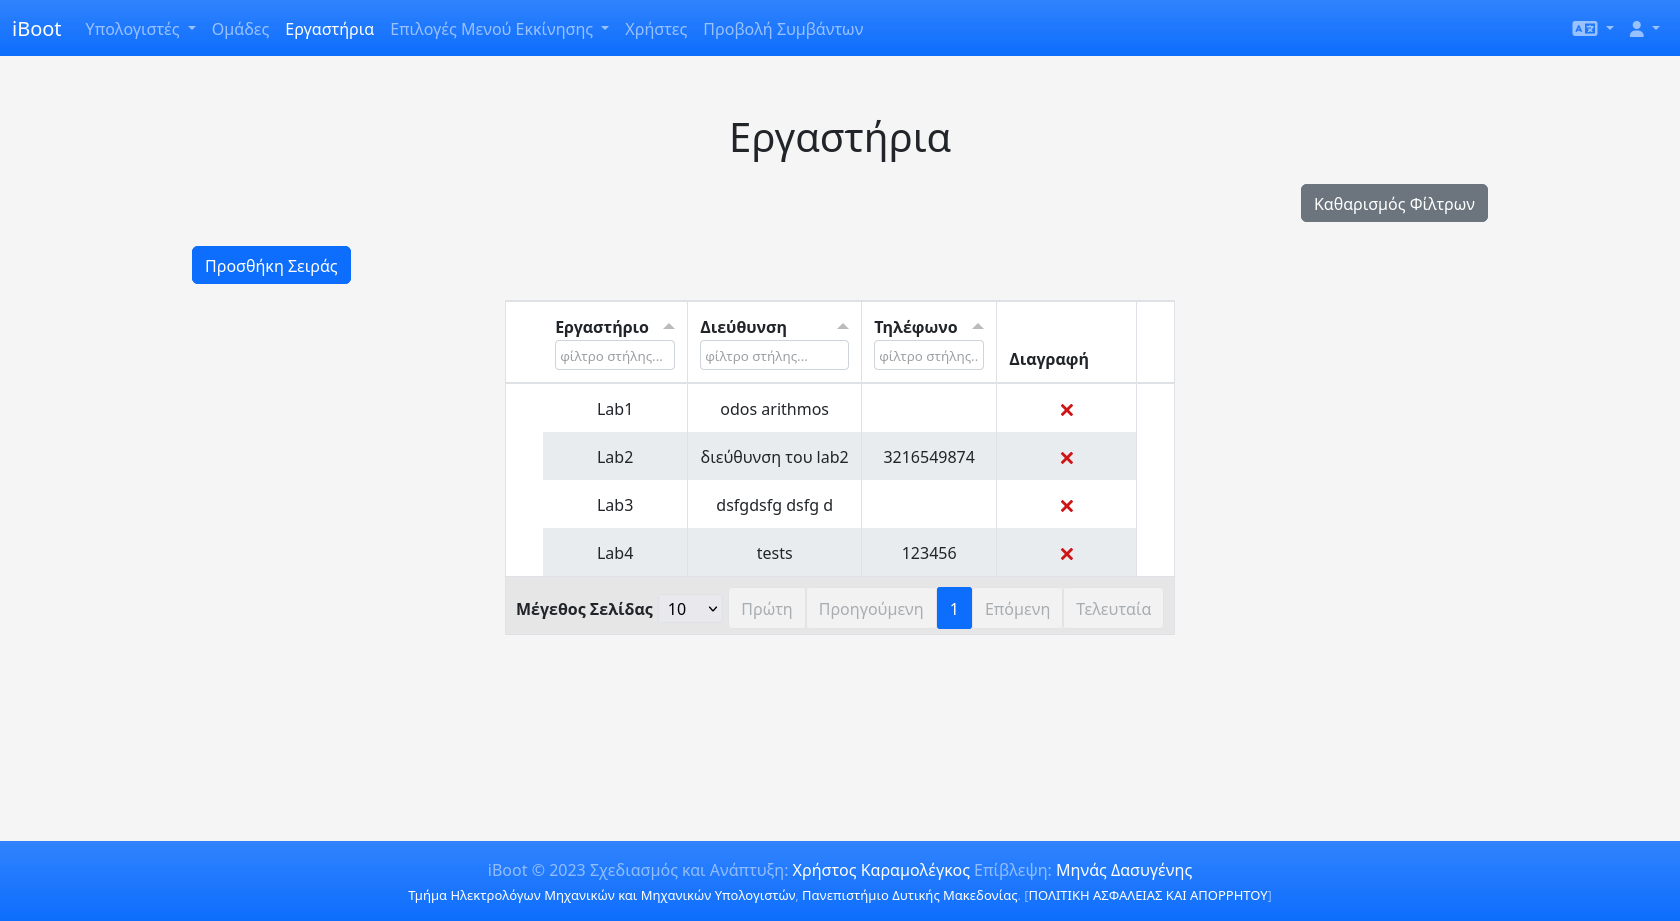 iBoot Υπολογιστές Ομάδες Εργαστήρια Επιλογές Μενού Εκκίνησης Χρήστες Προβολή Συμβάντων
Εργαστήρια
Καθαρισμός Φίλτρων
Προσθήκη Σειράς
Εργαστήριο Διεύθυνση Τηλέφωνο
φίλτρο στήλης... φίλτρο στήλης... φίλτρο στήλης..
Διαγραφή
Lab1 odos arithmos
Lab2 διεύθυνση του lab2 3216549874
Lab3 dsfgdsfg dsfg d
Lab4 tests 123456
Μέγεθος Σελίδας 10 Πρώτη Προηγούμενη 1 Επόμενη Τελευταία
iBoot © 2023 Σχεδιασμός και Ανάπτυξη: Χρήστος Καραμολέγκος Επίβλεψη: Μηνάς Δασυγένης
Τμήμα Ηλεκτρολόγων Μηχανικών και Μηχανικών Υπολογιστών, Πανεπιστήμιο Δυτικής Μακεδονίας. [ΠΟΛΙΤΙΚΗ ΑΣΦΑΛΕΙΑΣ ΚΑΙ ΑΠΟΡΡΗΤΟΥ]